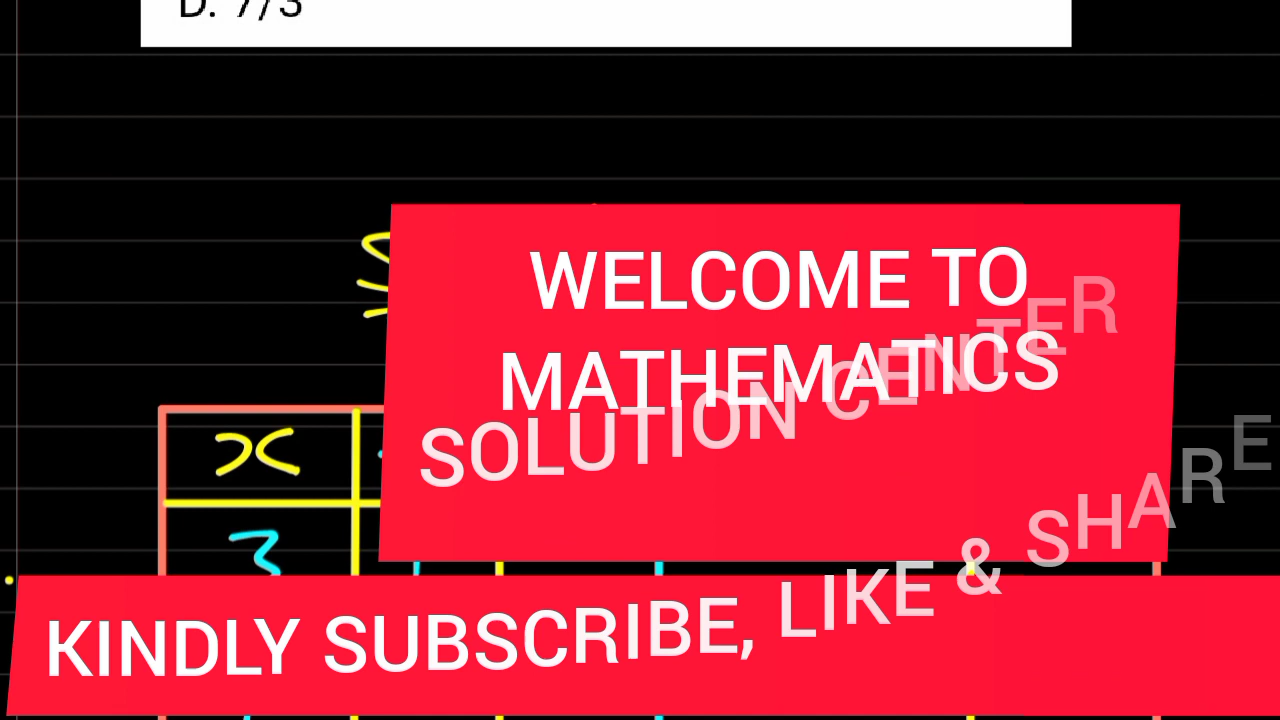 D. 7/3
WELCOME TO
MATHEMATICS
SOLUTION CENTER
x
3
KINDLY SUBSCRIBE, LIKE & SHARE